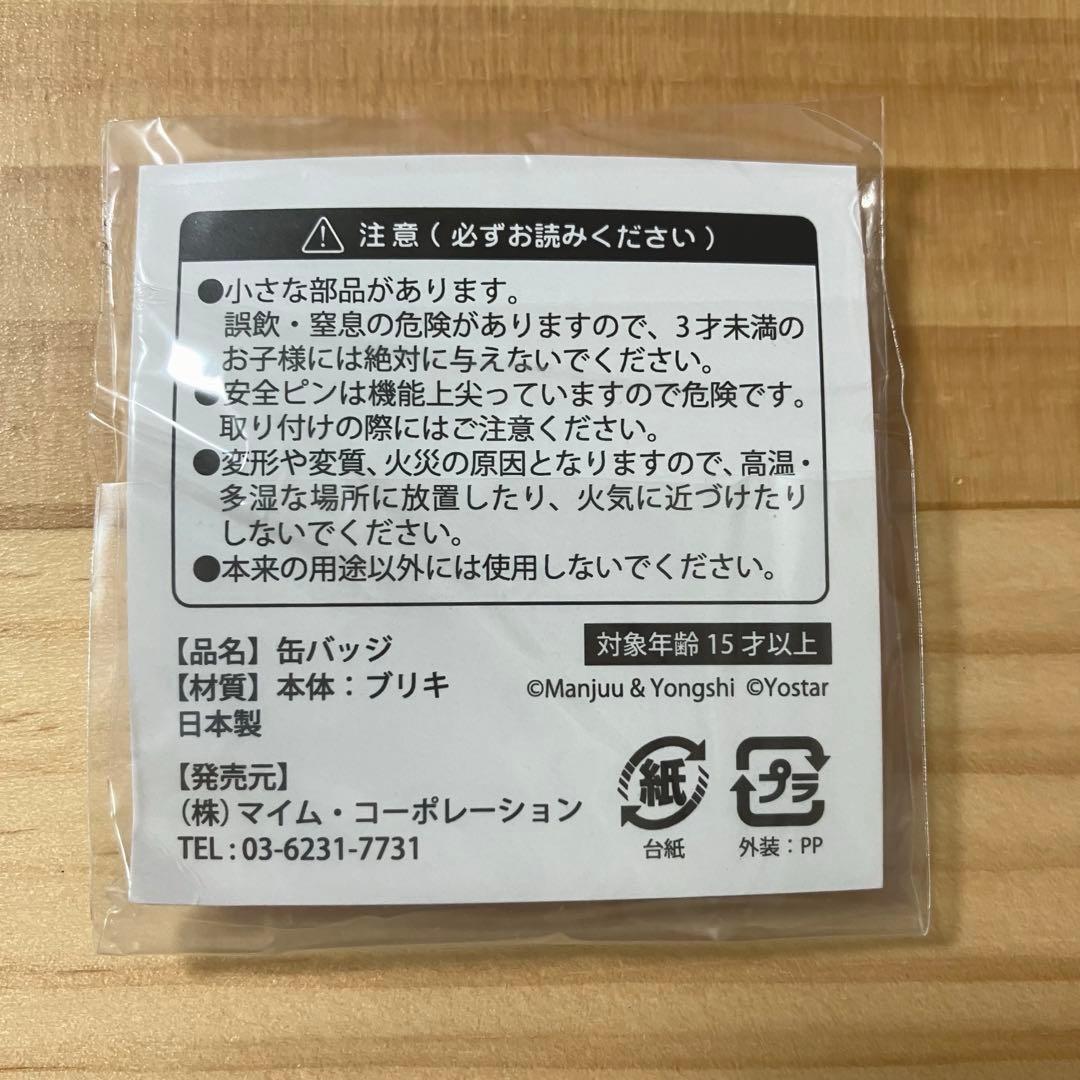 注意(必ずお読みください)
●小さな部品があります。
誤飲・窒息の危険がありますので、3才未満の
お子様には絶対に与えないでください。
●安全ピンは機能上尖っていますので危険です。
取り付けの際にはご注意ください。
●変形や変質、火災の原因となりますので、高温・
多湿な場所に放置したり、火気に近づけたり
しないでください。
●本来の用途以外には使用しないでください。
【品名】缶バッジ
【材質】本体:ブリキ
日本製
対象年齢 15 才以上
©Manjuu & Yongshi ©Yostar
【発売元】
(株)マイム・コーポレーション
TEL : 03-6231-7731
紙
台紙
プラ
外装:PP